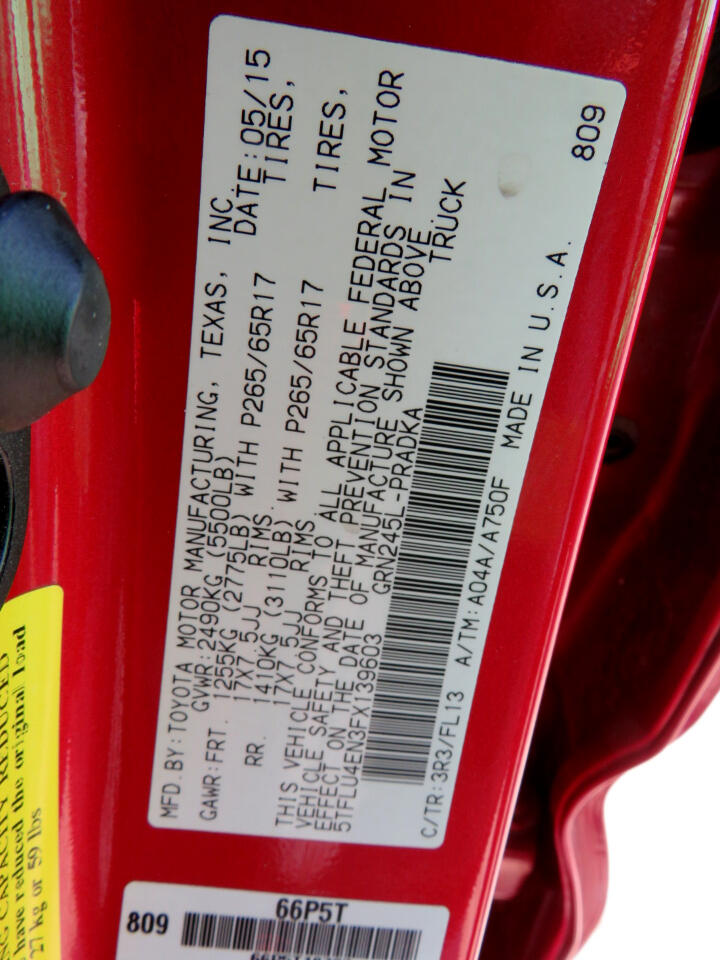 MFD.BY:TOYOTA MOTOR MANUFACTURING, TEXAS, INC.
GVWR:2490KG (5500LB) DATE:05/15
GAWR:FRT. 1255KG (2775LB) WITH P265/65R17 TIRES,
17X7.5JJ RIMS
RR. 1410KG (3110LB) WITH P265/65R17 TIRES,
17X7.5JJ RIMS
THIS VEHICLE CONFORMS TO ALL APPLICABLE FEDERAL MOTOR
VEHICLE SAFETY AND THEFT PREVENTION STANDARDS IN
EFFECT ON THE DATE OF MANUFACTURE SHOWN ABOVE.
5TFLU4EN3FX139603 GRN245L-PRADKA TRUCK
C/TR:3R3/FL13 A/TM:A04A/A750F MADE IN U.S.A.
809
809 66P5T
CAPACITY REDUCED
have reduced the original load
27 kg or 59 lbs